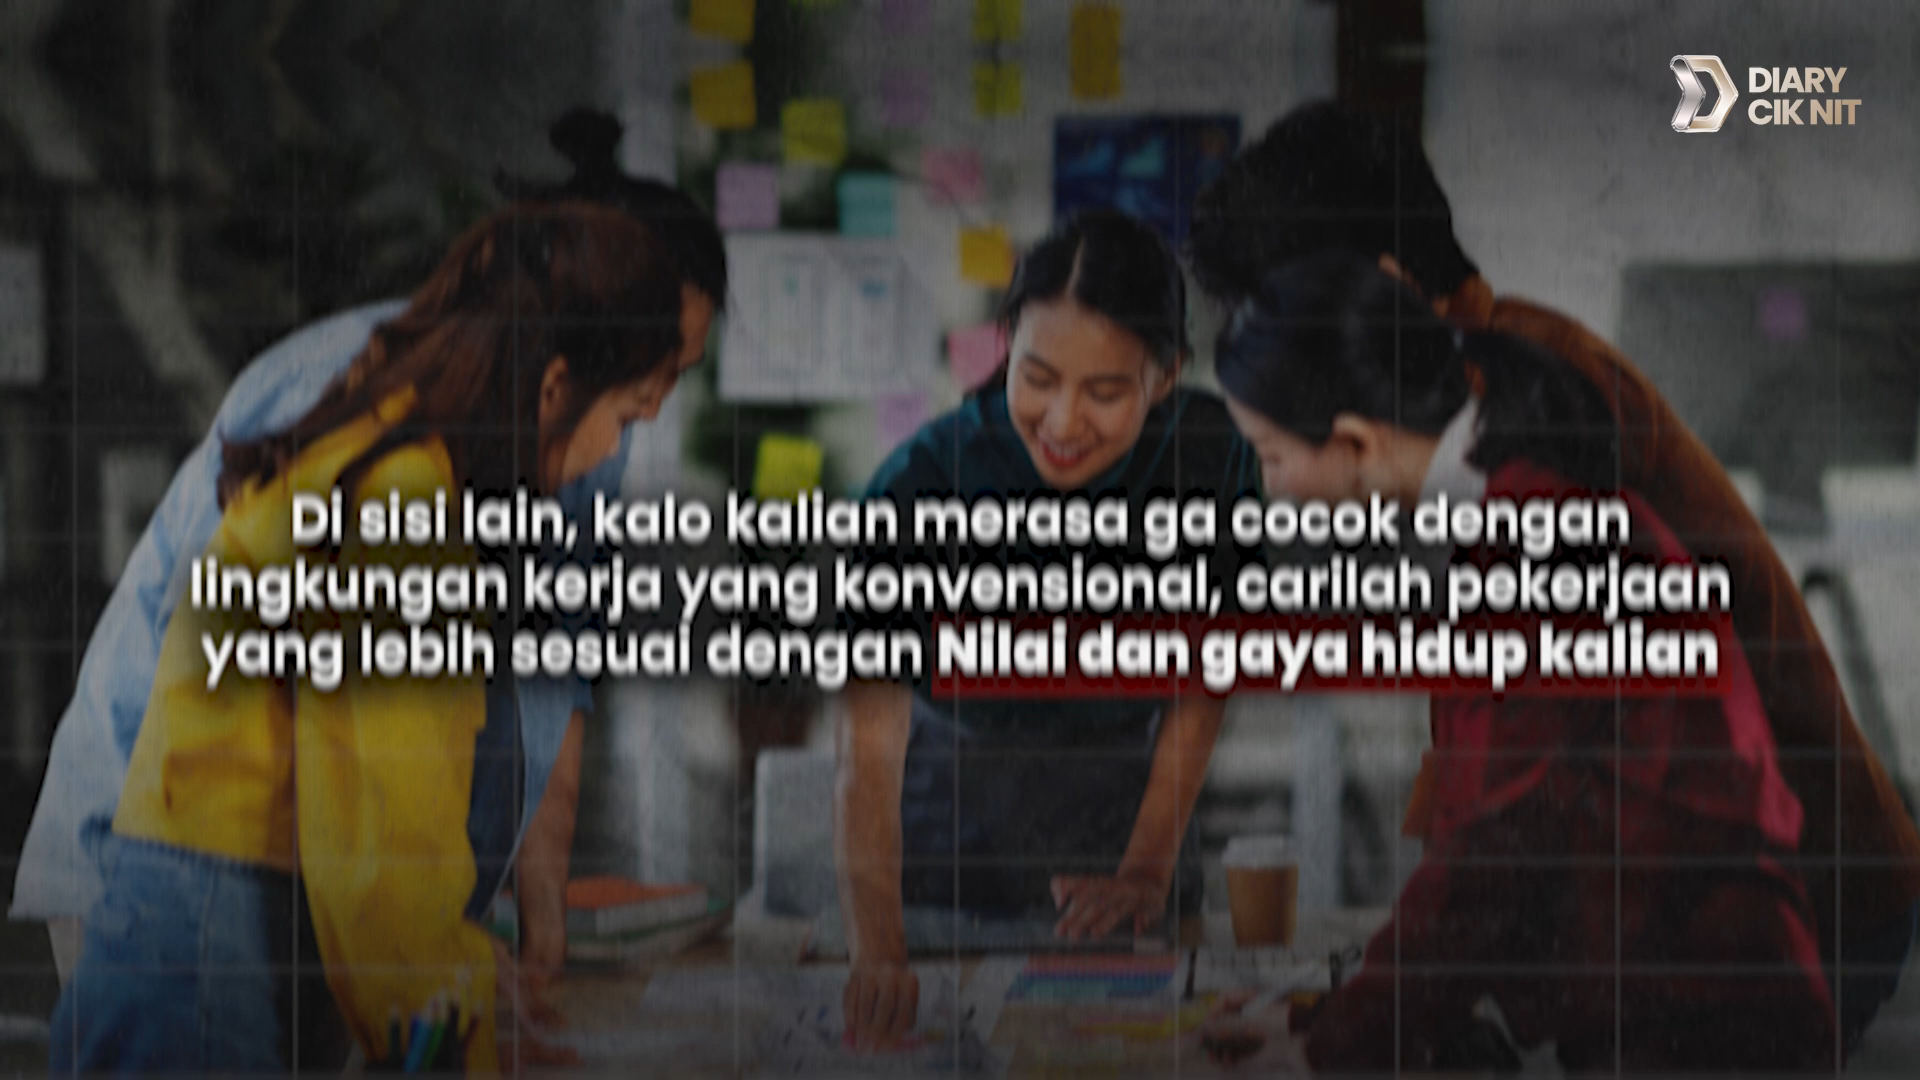 DIARY
CIK NIT
Di sisi lain, kalo kalian merasa ga cocok dengan
lingkungan kerja yang konvensional, carilah pekerjaan
yang lebih sesuai dengan Nilai dan gaya hidup kalian